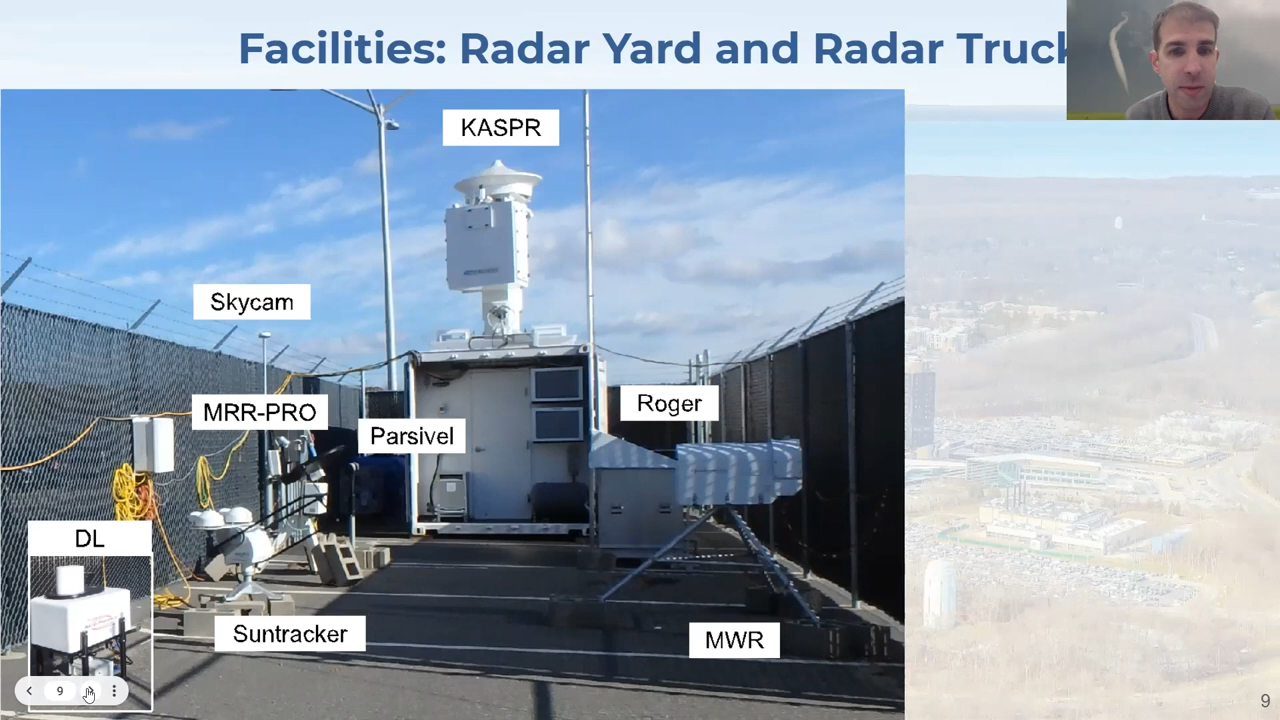 Facilities: Radar Yard and Radar Truck
KASPR
Skycam
MRR-PRO
Roger
Parsivel
DL
Suntracker
MWR
9
9